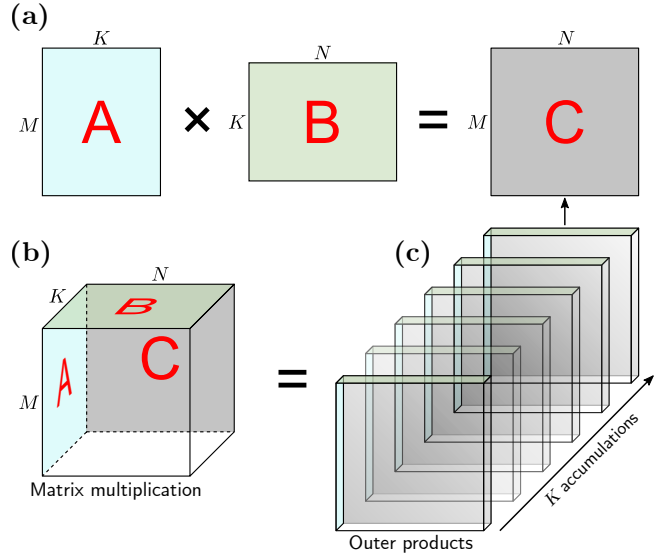 (a)
K
N
N
M
A
×
K
B
=
M
C
(b)
(c)
K
N
B
M
A
C
=
K accumulations
Matrix multiplication
Outer products